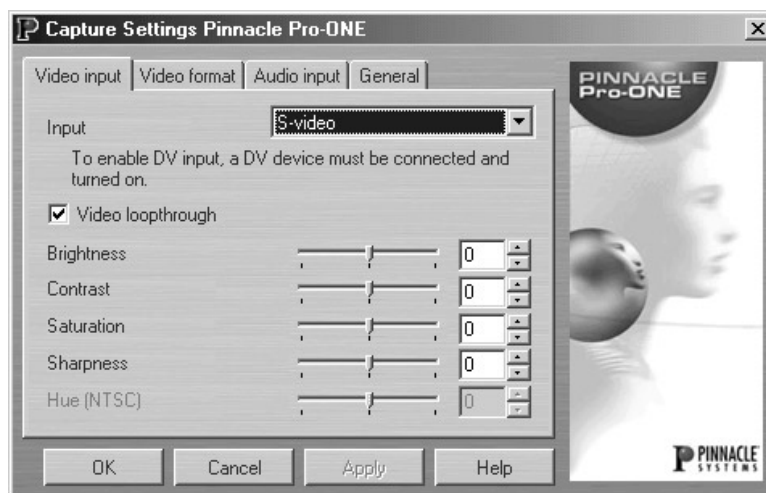 Capture Settings Pinnacle Pro-ONE
Video input
Video format
Audio input
General
Input
S-video
To enable DV input, a DV device must be connected and
turned on.
Video loopthrough
Brightness
0
Contrast
0
Saturation
0
Sharpness
0
Hue (NTSC)
0
OK
Cancel
Apply
Help
PINNACLE
Pro-ONE
PINNACLE
SYSTEMS